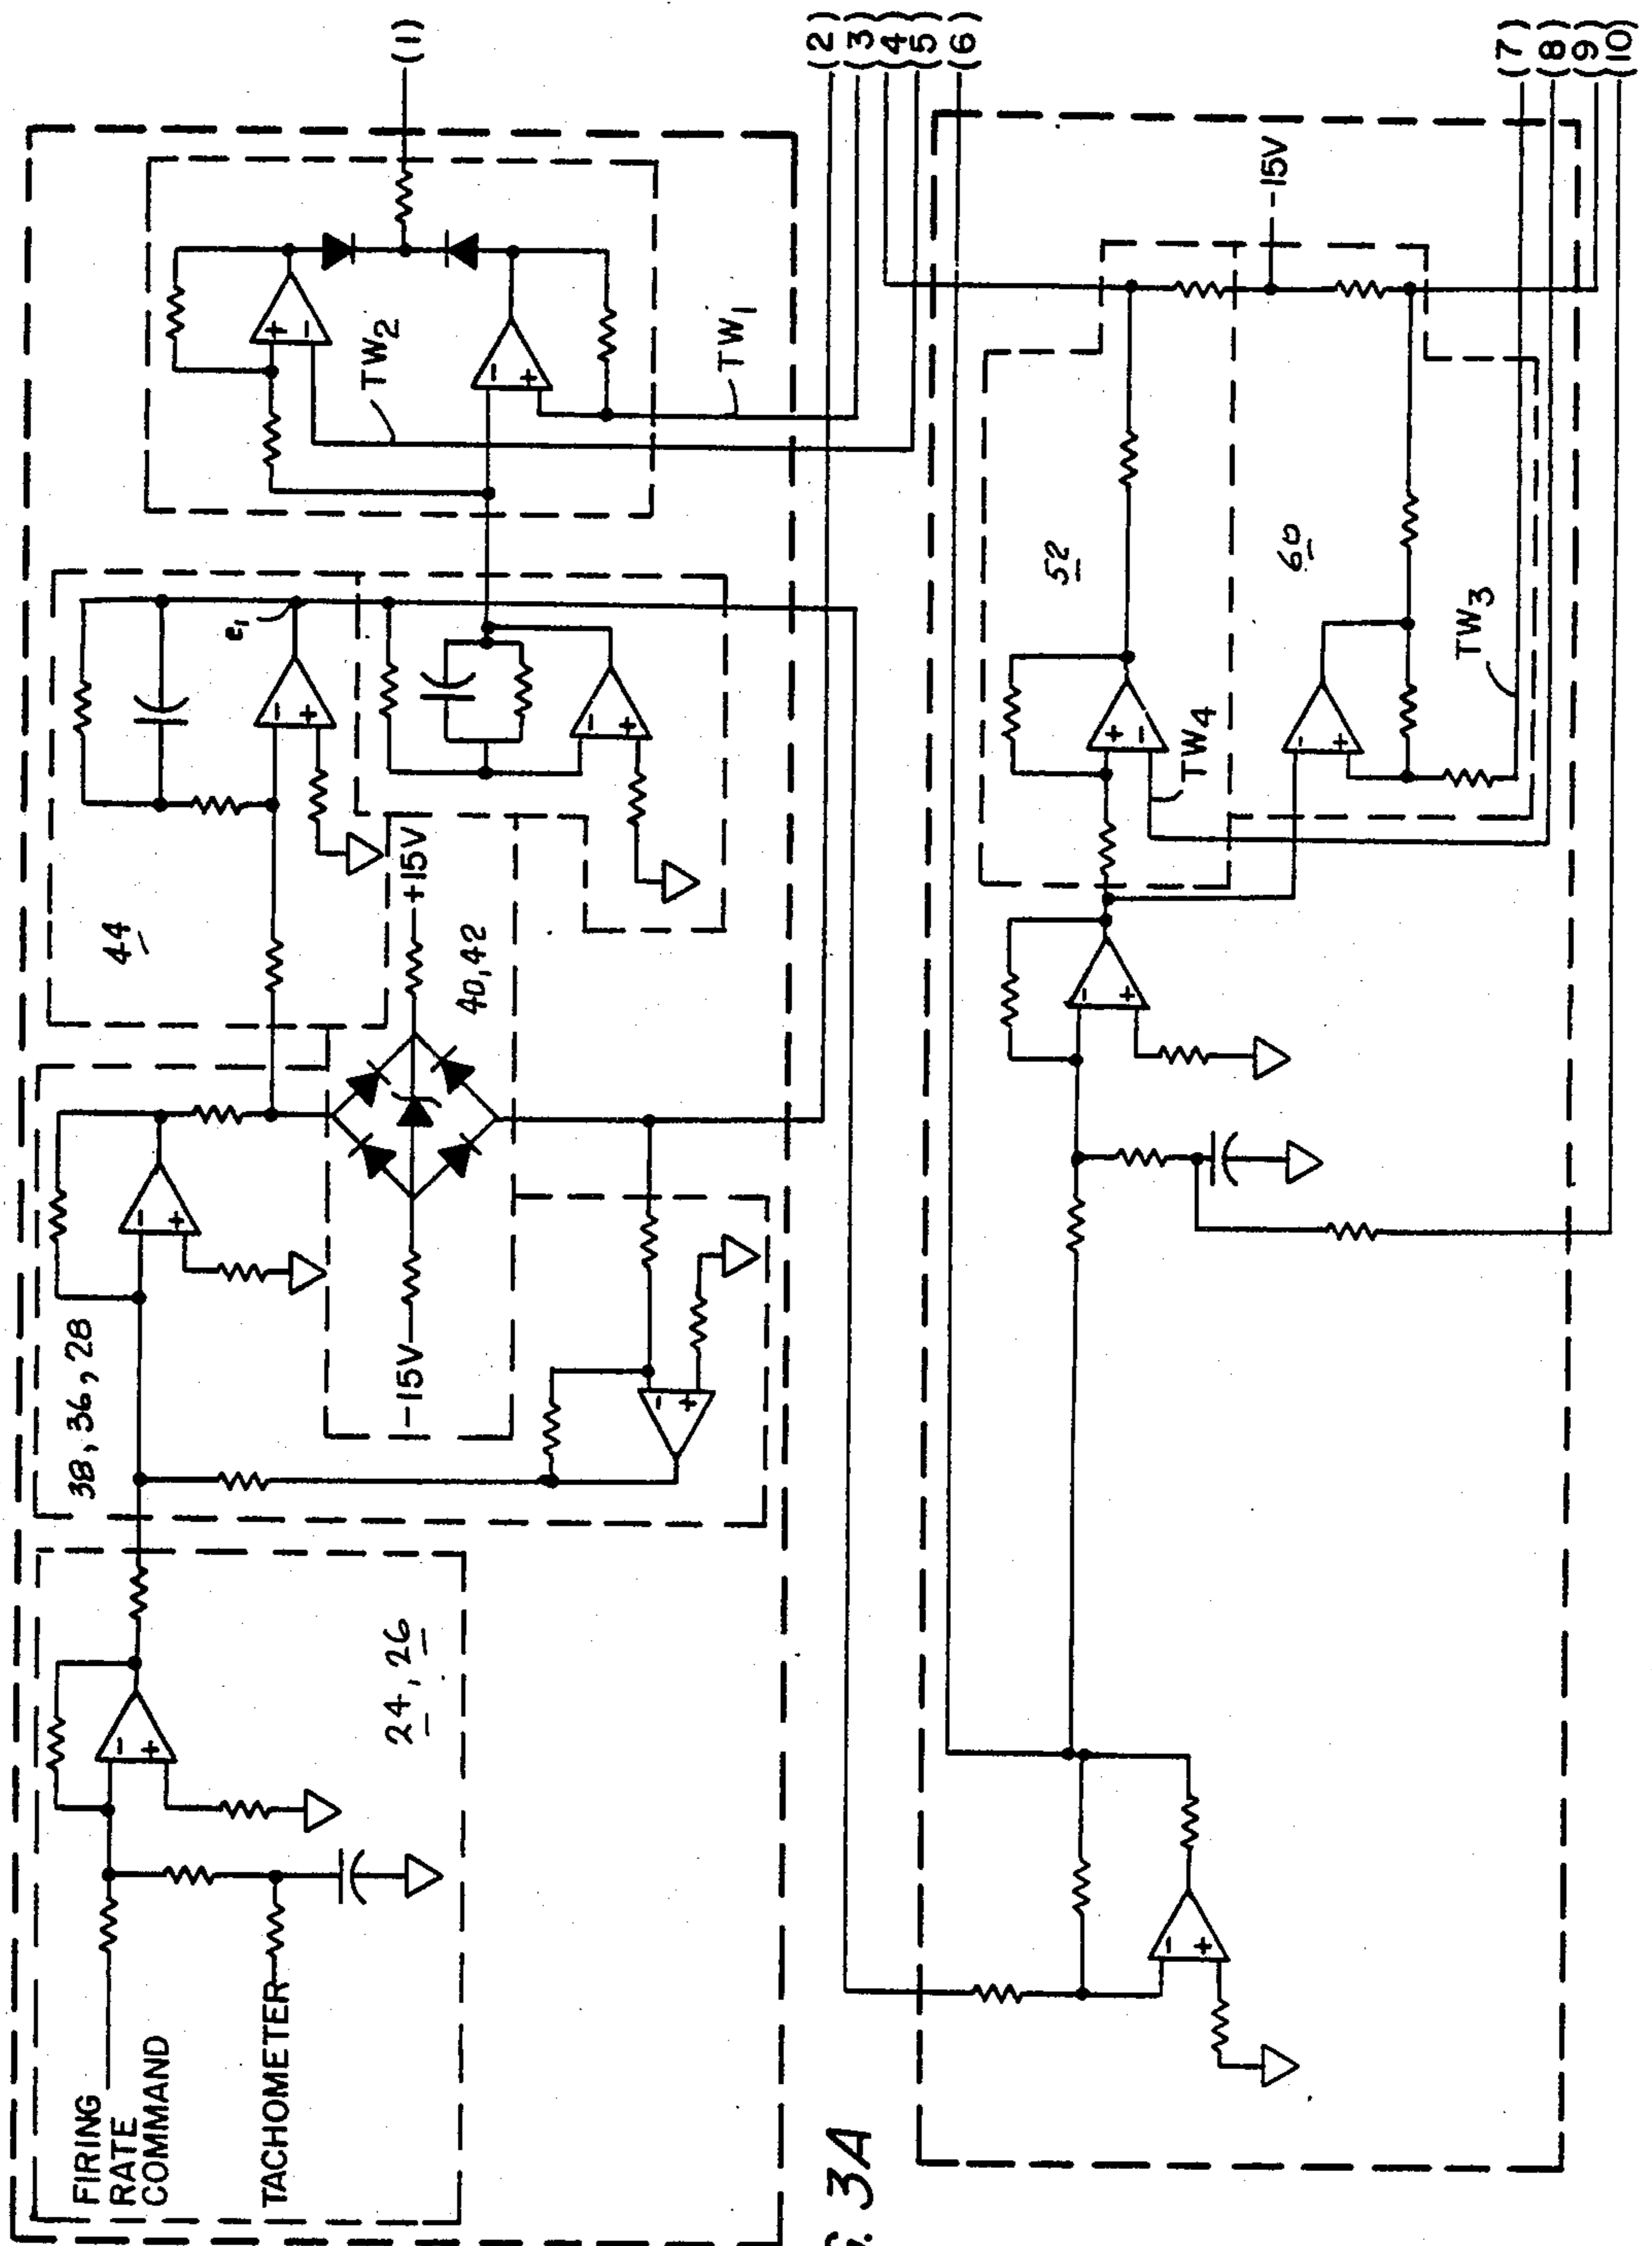 FIRING
RATE
COMMAND
TACHOMETER
24, 26
38, 36, 28
-15V
+15V
40, 42
44
e1
TW2
TW1
(1)
(2)
(3)
(4)
(5)
(6)
G. 3A
52
60
TW4
TW3
-15V
(7)
(8)
(9)
(10)
- +
- +
- +
- +
- +
+ -
- +
- +
- +
+ -
- +